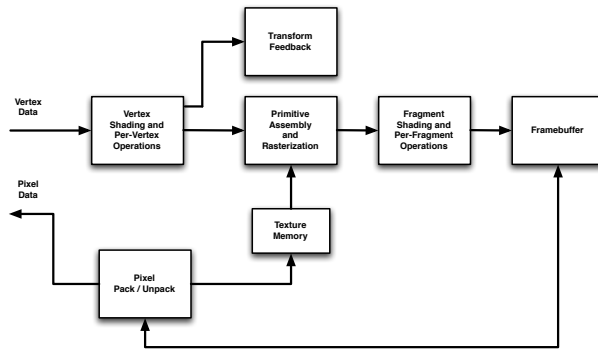 Transform
Feedback
Vertex
Data
Vertex
Shading and
Per-Vertex
Operations
Primitive
Assembly
and
Rasterization
Fragment
Shading and
Per-Fragment
Operations
Framebuffer
Pixel
Data
Texture
Memory
Pixel
Pack / Unpack